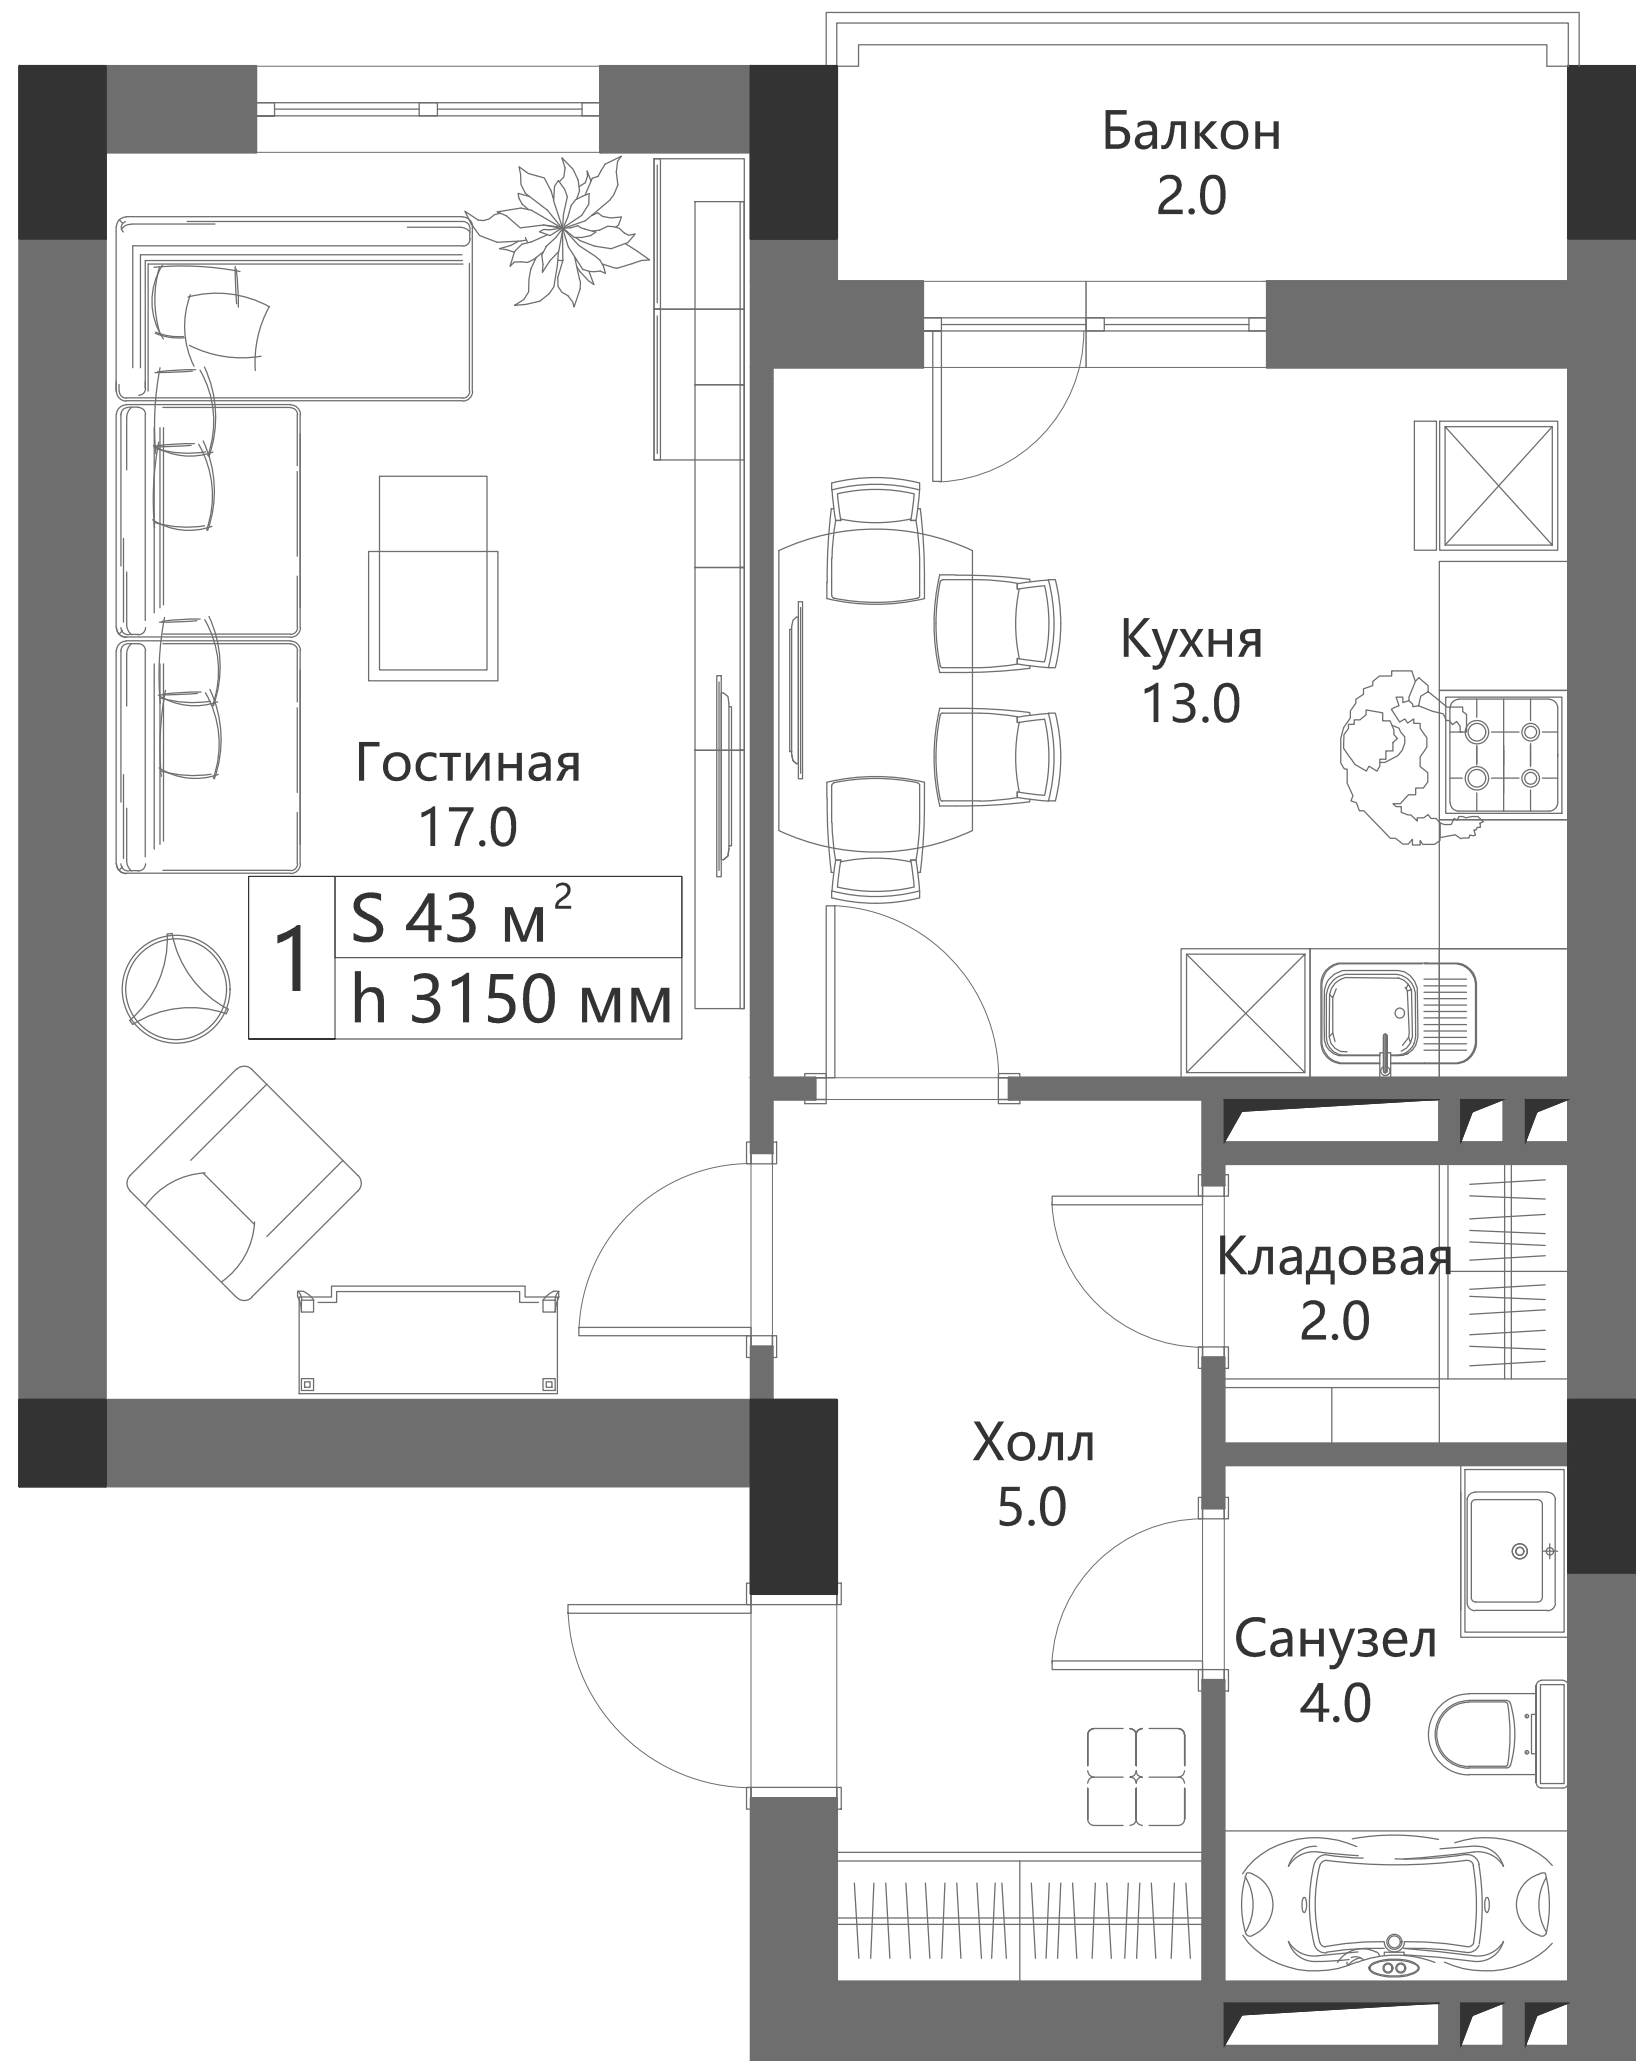 Балкон
2.0
Кухня
13.0
Гостиная
17.0
1
S 43 м²
h 3150 мм
Кладовая
2.0
Холл
5.0
Санузел
4.0